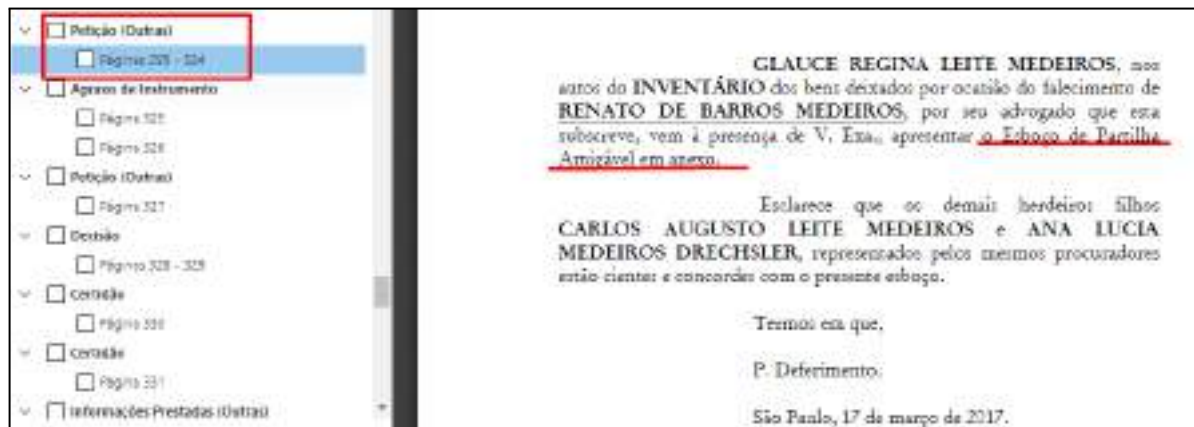 Petição (Outras)
Agravo de Instrumento
Página 325
Página 326
Petição (Outras)
Página 327
Decisão
Página 328 - 329
Certidão
Página 330
Certidão
Página 331
Informações Prestadas (Outras)
GLAUCE REGINA LEITE MEDEIROS, nos
autos do INVENTÁRIO dos bens deixados por ocasião do falecimento de
RENATO DE BARROS MEDEIROS, por seu advogado que esta
subscreve, vem à presença de V. Exa., apresentar o Esboço de Partilha
Amigável em anexo.
Esclarece que os demais herdeiros filhos
CARLOS AUGUSTO LEITE MEDEIROS e ANA LUCIA
MEDEIROS DRECHSLER, representados pelos mesmos procuradores
estão cientes e concordes com o presente esboço.
Termos em que,
P. Deferimento.
São Paulo, 17 de março de 2017.